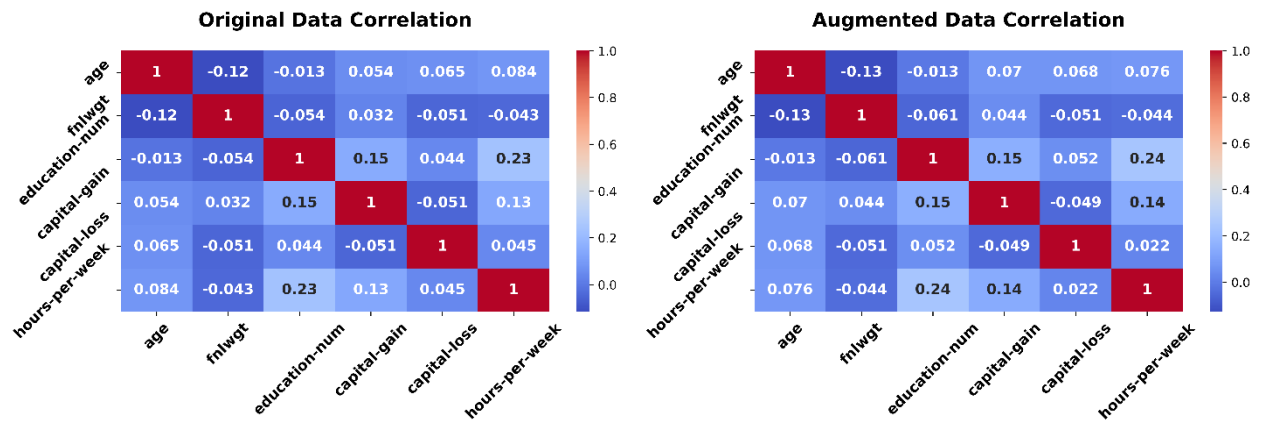 Original Data Correlation
age 1 -0.12 -0.013 0.054 0.065 0.084
fnlwgt -0.12 1 -0.054 0.032 -0.051 -0.043
education-num -0.013 -0.054 1 0.15 0.044 0.23
capital-gain 0.054 0.032 0.15 1 -0.051 0.13
capital-loss 0.065 -0.051 0.044 -0.051 1 0.045
hours-per-week 0.084 -0.043 0.23 0.13 0.045 1
age fnlwgt education-num capital-gain capital-loss hours-per-week
1.0
0.8
0.6
0.4
0.2
0.0
Augmented Data Correlation
age 1 -0.13 -0.013 0.07 0.068 0.076
fnlwgt -0.13 1 -0.061 0.044 -0.051 -0.044
education-num -0.013 -0.061 1 0.15 0.052 0.24
capital-gain 0.07 0.044 0.15 1 -0.049 0.14
capital-loss 0.068 -0.051 0.052 -0.049 1 0.022
hours-per-week 0.076 -0.044 0.24 0.14 0.022 1
age fnlwgt education-num capital-gain capital-loss hours-per-week
1.0
0.8
0.6
0.4
0.2
0.0